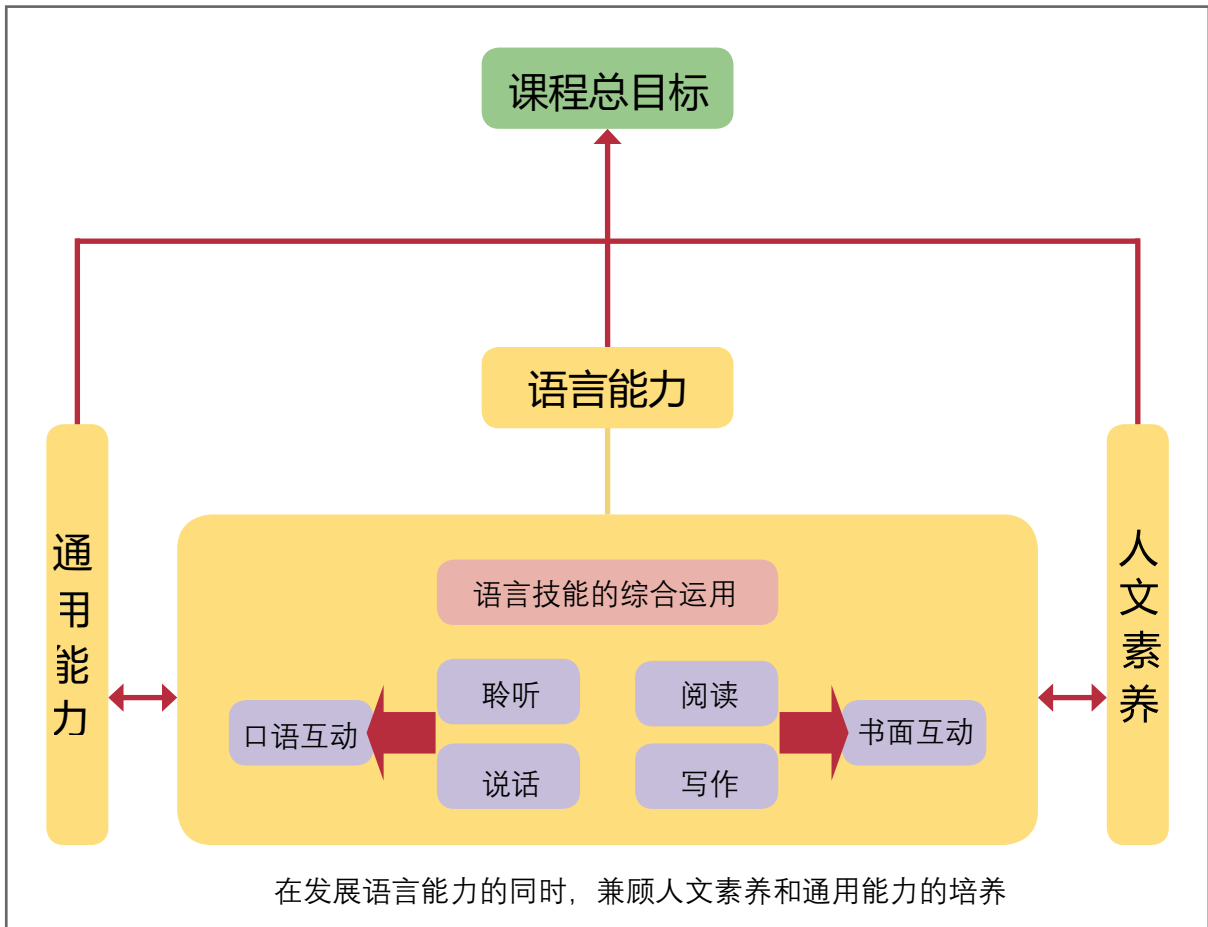 课程总目标
语言能力
通用能力
人文素养
语言技能的综合运用
聆听
阅读
口语互动
书面互动
说话
写作
在发展语言能力的同时，兼顾人文素养和通用能力的培养